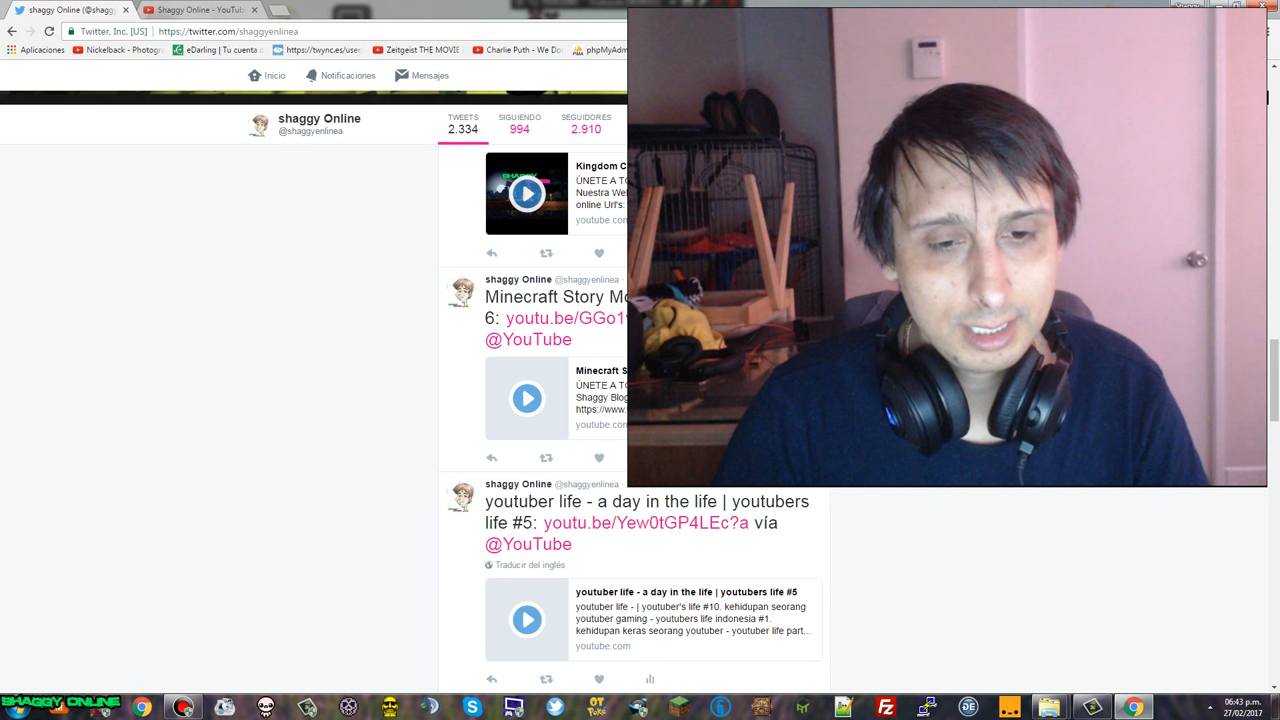 shaggy Online (@shaggy
Shaggy Online - YouTub
Shaggy
Twitter, Inc. [US]
https://twitter.com/shaggyenlinea
Aplicaciones
Nickelback - Photogra
eDarling | Tu cuenta d
https://twync.es/user
Zeitgeist THE MOVIE
Charlie Puth - We Do
phpMyAdm
Inicio
Notificaciones
Mensajes
shaggy Online
@shaggyenlinea
TWEETS
2.334
SIGUIENDO
994
SEGUIDORES
2.910
Kingdom C
ÚNETE A TO
Nuestra We
online Url's:
youtube.com
shaggy Online @shaggyenlinea ·
Minecraft Story Mo
6: youtu.be/GGo1
@YouTube
Minecraft S
ÚNETE A TO
Shaggy Blog
https://www.
youtube.com
shaggy Online @shaggyenlinea ·
youtuber life - a day in the life | youtubers
life #5: youtu.be/Yew0tGP4LEc?a vía
@YouTube
Traducir del inglés
youtuber life - a day in the life | youtubers life #5
youtuber life - | youtuber's life #10. kehidupan seorang
youtuber gaming - youtubers life indonesia #1.
kehidupan keras seorang youtuber - youtuber life part...
youtube.com
SHAGGY ONLINE
06:43 p.m.
27/02/2017